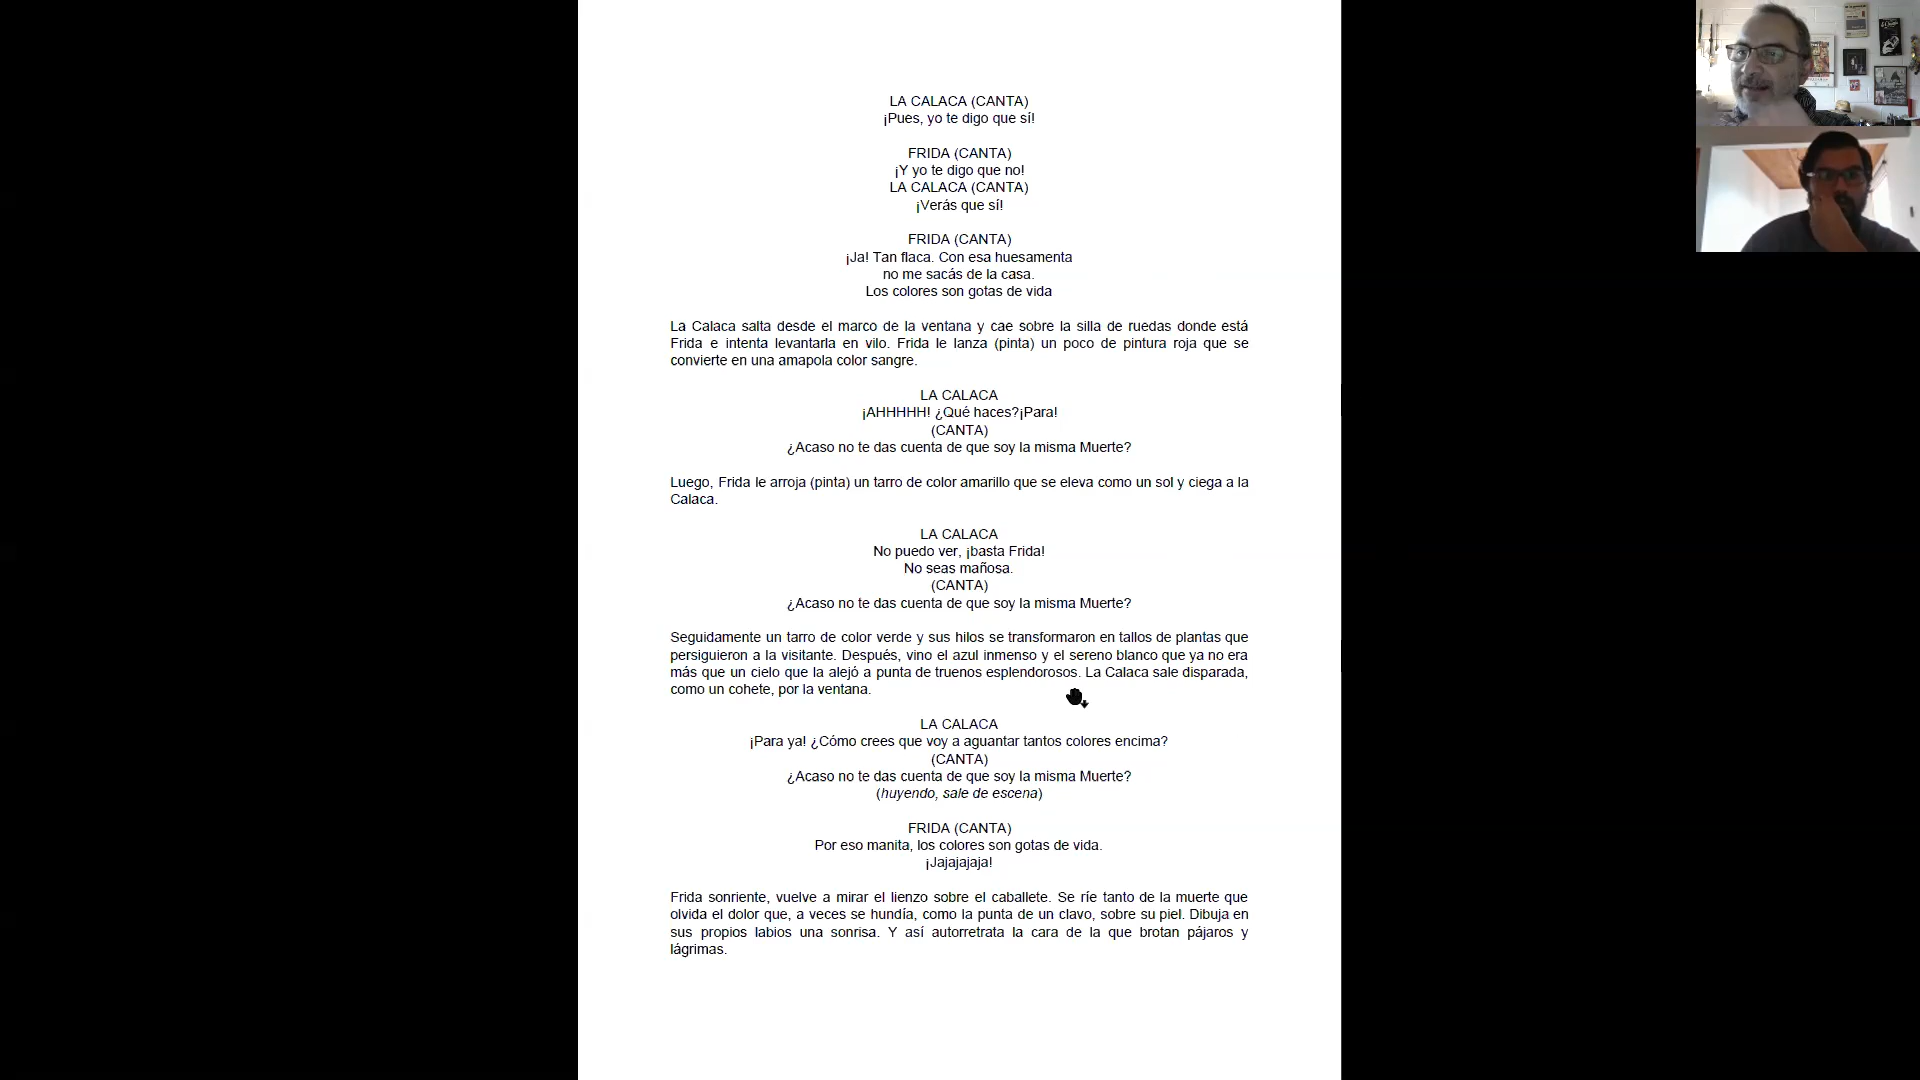 LA CALACA (CANTA)
¡Pues, yo te digo que sí!
FRIDA (CANTA)
¡Y yo te digo que no!
LA CALACA (CANTA)
¡Verás que sí!
FRIDA (CANTA)
¡Ja! Tan flaca. Con esa huesamenta
no me sacás de la casa.
Los colores son gotas de vida
La Calaca salta desde el marco de la ventana y cae sobre la silla de ruedas donde está
Frida e intenta levantarla en vilo. Frida le lanza (pinta) un poco de pintura roja que se
convierte en una amapola color sangre.
LA CALACA
¡AHHHHH! ¿Qué haces?¡Para!
(CANTA)
¿Acaso no te das cuenta de que soy la misma Muerte?
Luego, Frida le arroja (pinta) un tarro de color amarillo que se eleva como un sol y ciega a la
Calaca.
LA CALACA
No puedo ver, ¡basta Frida!
No seas mañosa.
(CANTA)
¿Acaso no te das cuenta de que soy la misma Muerte?
Seguidamente un tarro de color verde y sus hilos se transformaron en tallos de plantas que
persiguieron a la visitante. Después, vino el azul inmenso y el sereno blanco que ya no era
más que un cielo que la alejó a punta de truenos esplendorosos. La Calaca sale disparada,
como un cohete, por la ventana.
LA CALACA
¡Para ya! ¿Cómo crees que voy a aguantar tantos colores encima?
(CANTA)
¿Acaso no te das cuenta de que soy la misma Muerte?
(huyendo, sale de escena)
FRIDA (CANTA)
Por eso manita, los colores son gotas de vida.
¡Jajajajaja!
Frida sonriente, vuelve a mirar el lienzo sobre el caballete. Se ríe tanto de la muerte que
olvida el dolor que, a veces se hundía, como la punta de un clavo, sobre su piel. Dibuja en
sus propios labios una sonrisa. Y así autorretrata la cara de la que brotan pájaros y
lágrimas.